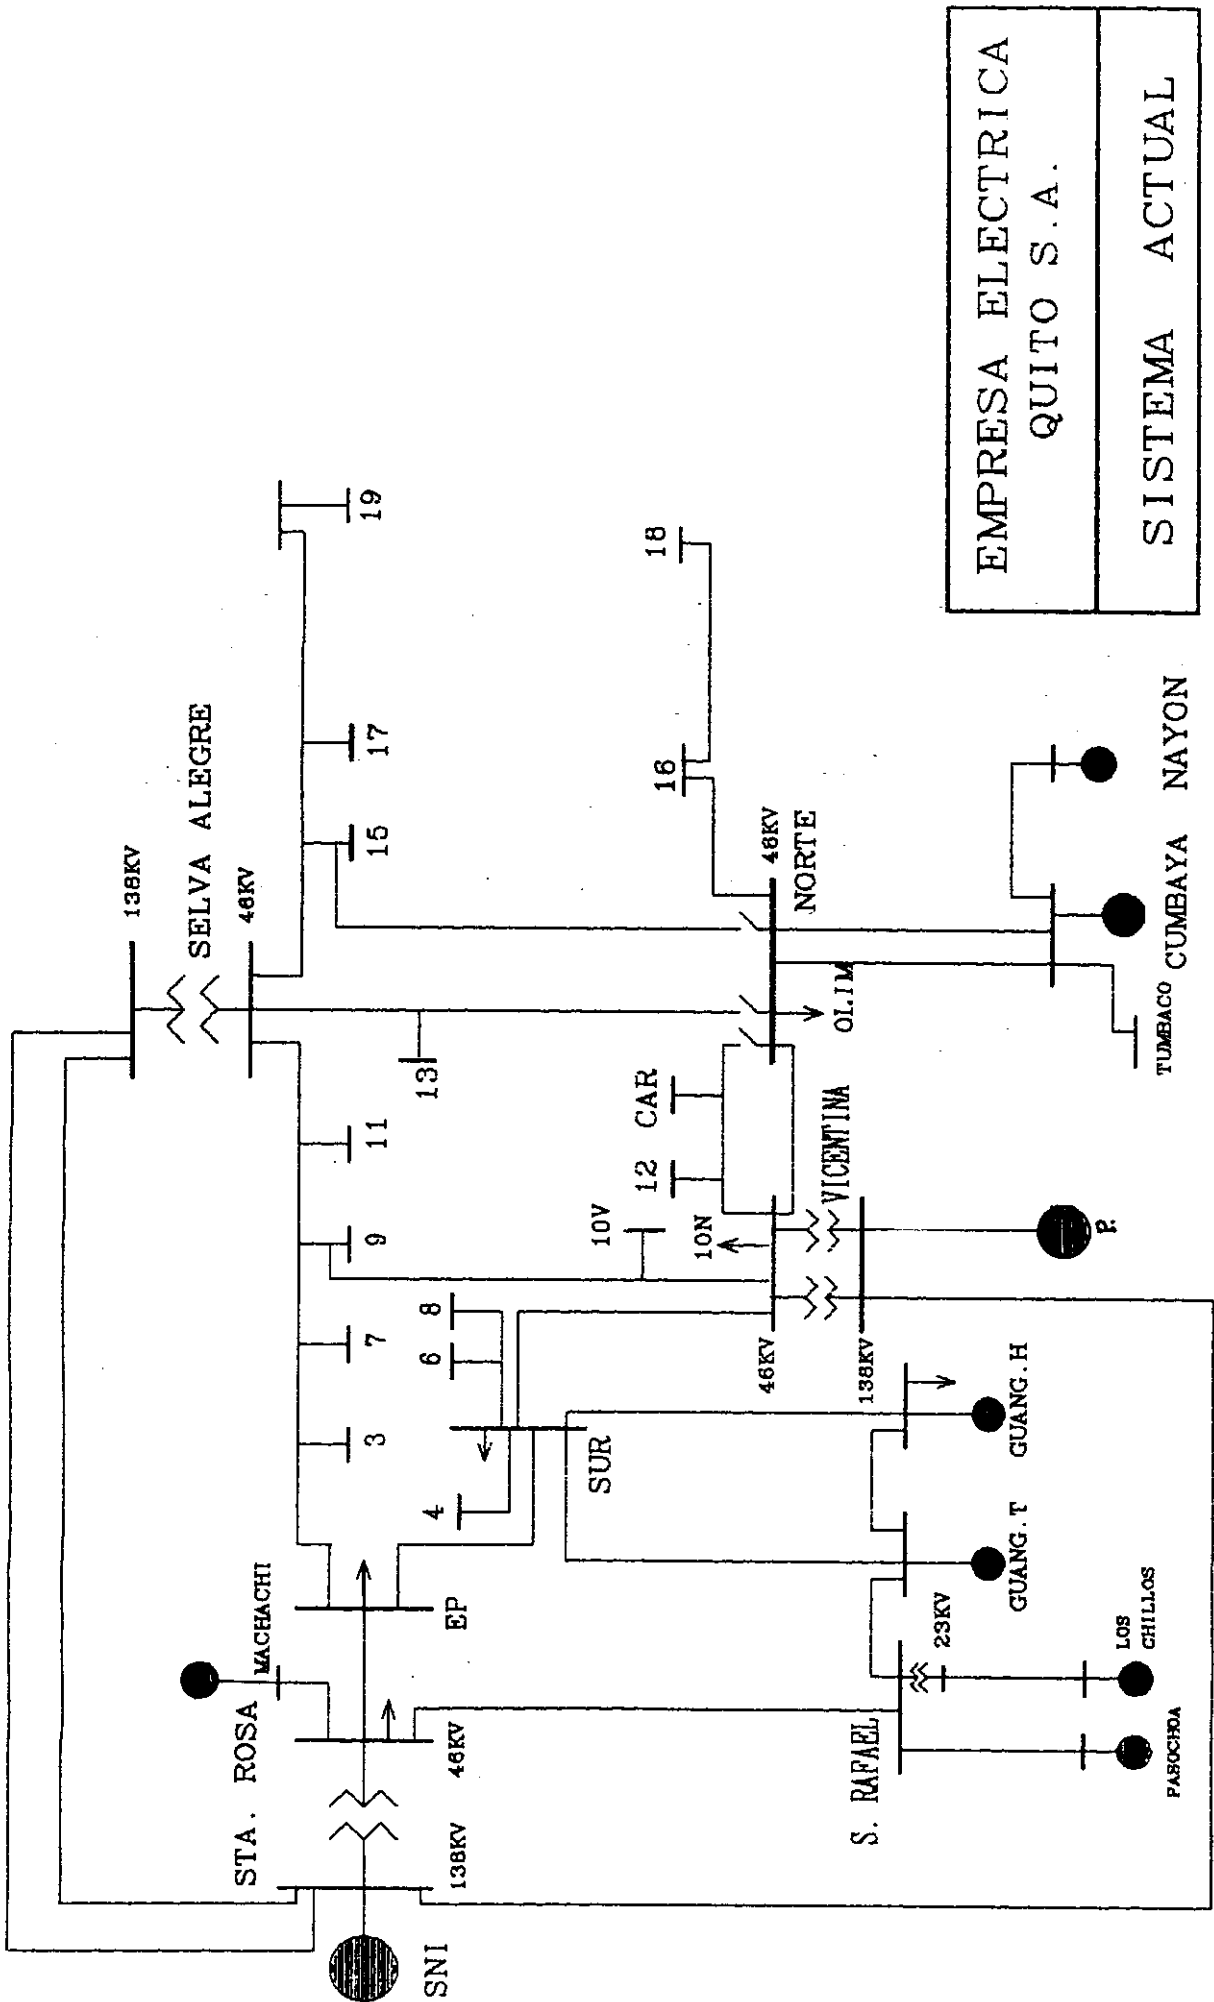 SNI
STA. ROSA
138KV
46KV
MACHACHI
EP
3
7
9
11
4
6
8
SUR
13
138KV
SELVA ALEGRE
46KV
15
17
19
10V
10N
12
CAR
46KV
VICENTINA
138KV
P.
OLIM
46KV
NORTE
16
18
TUMBACO
CUMBAYA
NAYON
S. RAFAEL
23KV
PASOCHOA
LOS
CHILLOS
GUANG.T
GUANG.H
EMPRESA ELECTRICA
QUITO S.A.
SISTEMA ACTUAL